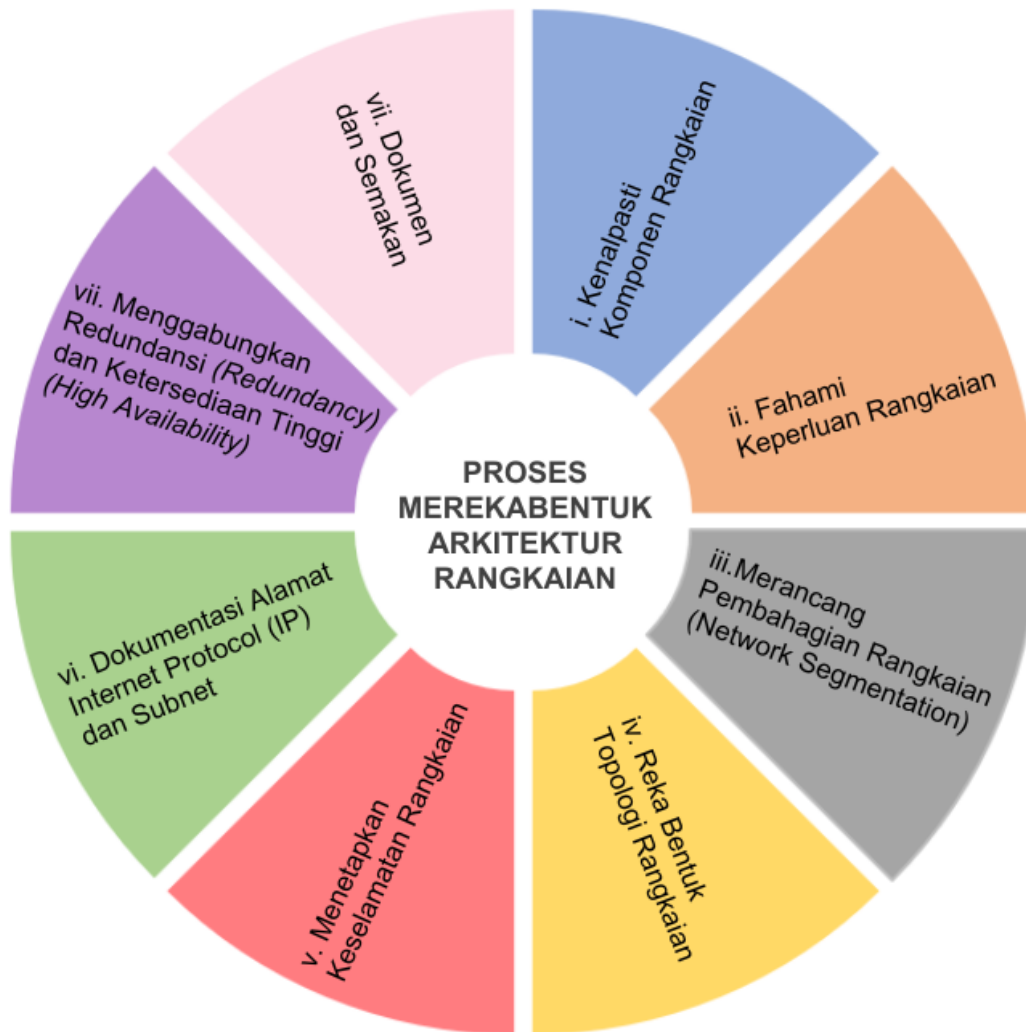 PROSES
MEREKABENTUK
ARKITEKTUR
RANGKAIAN
i. Kenalpasti
Komponen Rangkaian
ii. Fahami
Keperluan Rangkaian
iii.Merancang
Pembahagian Rangkaian
(Network Segmentation)
iv. Reka Bentuk
Topologi Rangkaian
v. Menetapkan
Keselamatan Rangkaian
vi. Dokumentasi Alamat
Internet Protocol (IP)
dan Subnet
vii. Menggabungkan
Redundansi (Redundancy)
dan Ketersediaan Tinggi
(High Availability)
vii. Dokumen
dan Semakan